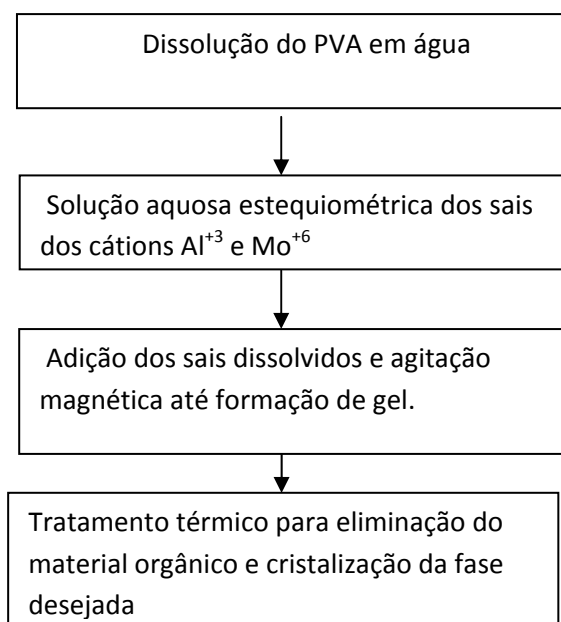 Dissolução do PVA em água
Solução aquosa estequiométrica dos sais
dos cátions Al⁺³ e Mo⁺⁶
Adição dos sais dissolvidos e agitação
magnética até formação de gel.
Tratamento térmico para eliminação do
material orgânico e cristalização da fase
desejada